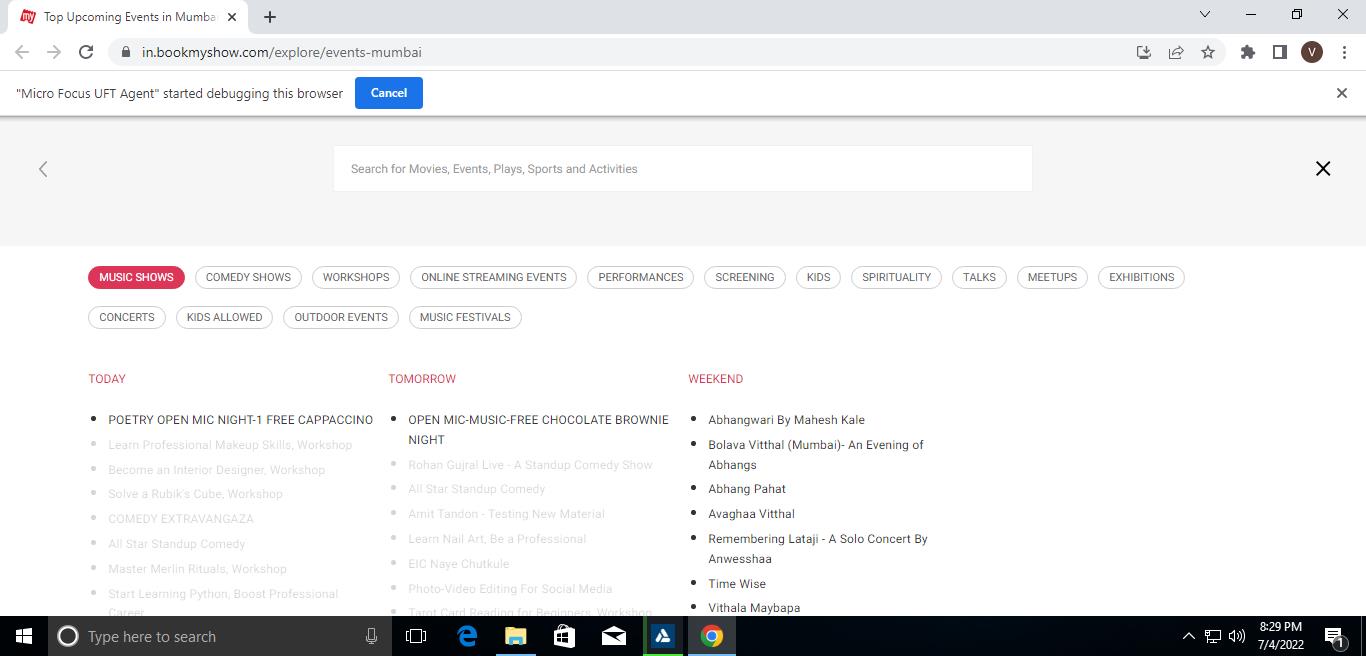 Top Upcoming Events in Mumba
in.bookmyshow.com/explore/events-mumbai
V
"Micro Focus UFT Agent" started debugging this browser
Cancel
Search for Movies, Events, Plays, Sports and Activities
MUSIC SHOWS COMEDY SHOWS WORKSHOPS ONLINE STREAMING EVENTS PERFORMANCES SCREENING KIDS SPIRITUALITY TALKS MEETUPS EXHIBITIONS
CONCERTS KIDS ALLOWED OUTDOOR EVENTS MUSIC FESTIVALS
TODAY
POETRY OPEN MIC NIGHT-1 FREE CAPPACCINO
Learn Professional Makeup Skills, Workshop
Become an Interior Designer, Workshop
Solve a Rubik's Cube, Workshop
COMEDY EXTRAVANGAZA
All Star Standup Comedy
Master Merlin Rituals, Workshop
Start Learning Python, Boost Professional
Career
TOMORROW
OPEN MIC-MUSIC-FREE CHOCOLATE BROWNIE
NIGHT
Rohan Gujral Live - A Standup Comedy Show
All Star Standup Comedy
Amit Tandon - Testing New Material
Learn Nail Art, Be a Professional
EIC Naye Chutkule
Photo-Video Editing For Social Media
Tarot Card Reading for Beginners, Workshop
WEEKEND
Abhangwari By Mahesh Kale
Bolava Vitthal (Mumbai)- An Evening of
Abhangs
Abhang Pahat
Avaghaa Vitthal
Remembering Lataji - A Solo Concert By
Anwesshaa
Time Wise
Vithala Maybapa
Type here to search
8:29 PM
7/4/2022
1